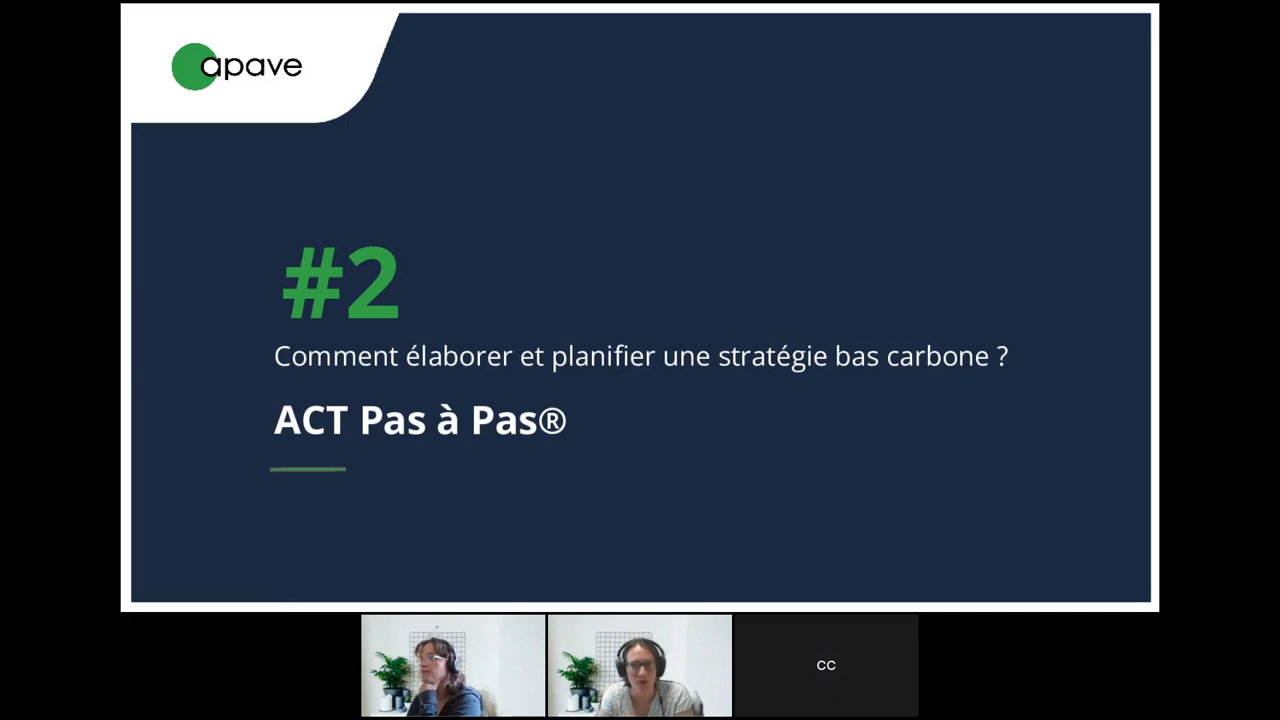 apave
#2
Comment élaborer et planifier une stratégie bas carbone ?
ACT Pas à Pas®
CC